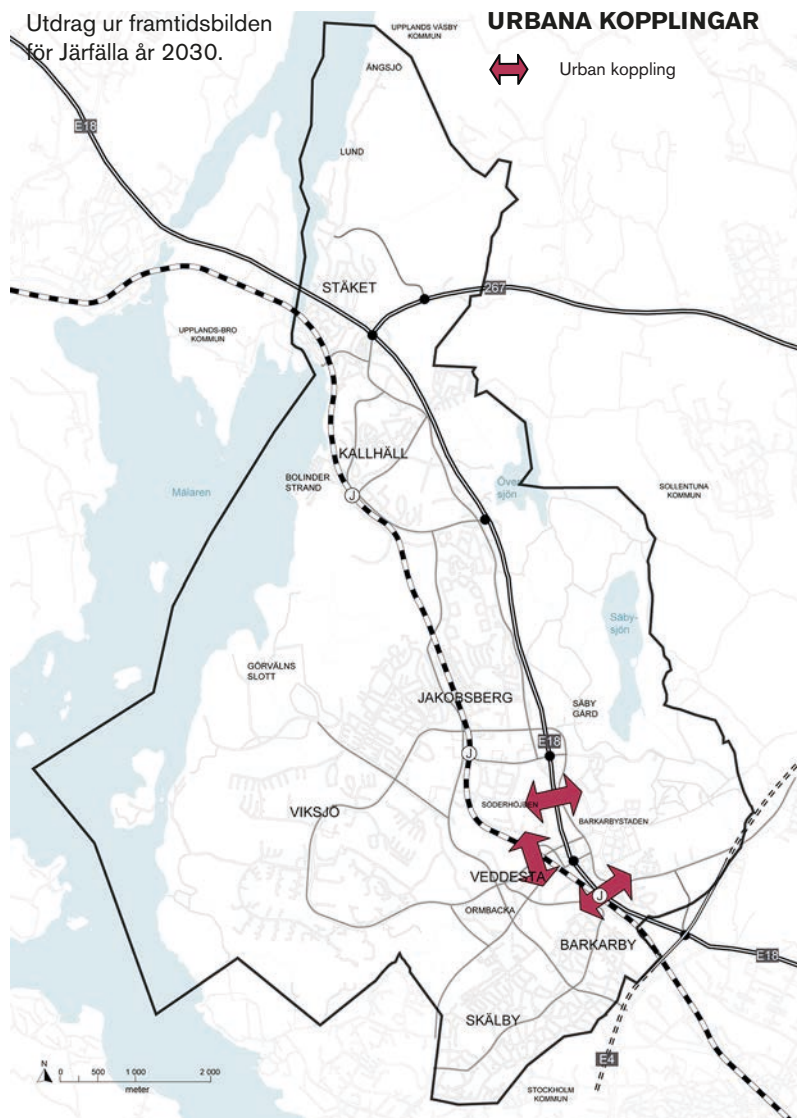 Utdrag ur framtidsbilden
för Järfälla år 2030.
URBANA KOPPLINGAR
Urban koppling
UPPLANDS VÄSBY
KOMMUN
ÄNGSJÖ
E18
LUND
STÄKET
267
UPPLANDS-BRO
KOMMUN
KALLHÄLL
BOLINDER
STRAND
J
Mälaren
Över
sjön
SOLLENTUNA
KOMMUN
Säby-
sjön
GÖRVÄLNS
SLOTT
JAKOBSBERG
SÄBY
GÅRD
E18
J
VIKSJÖ
SÖDERHÖJDEN
BARKARBYSTADEN
VEDDESTA
J
ORMBACKA
BARKARBY
E18
SKÄLBY
E4
STOCKHOLM
KOMMUN
N
0 500 1 000 2 000
meter